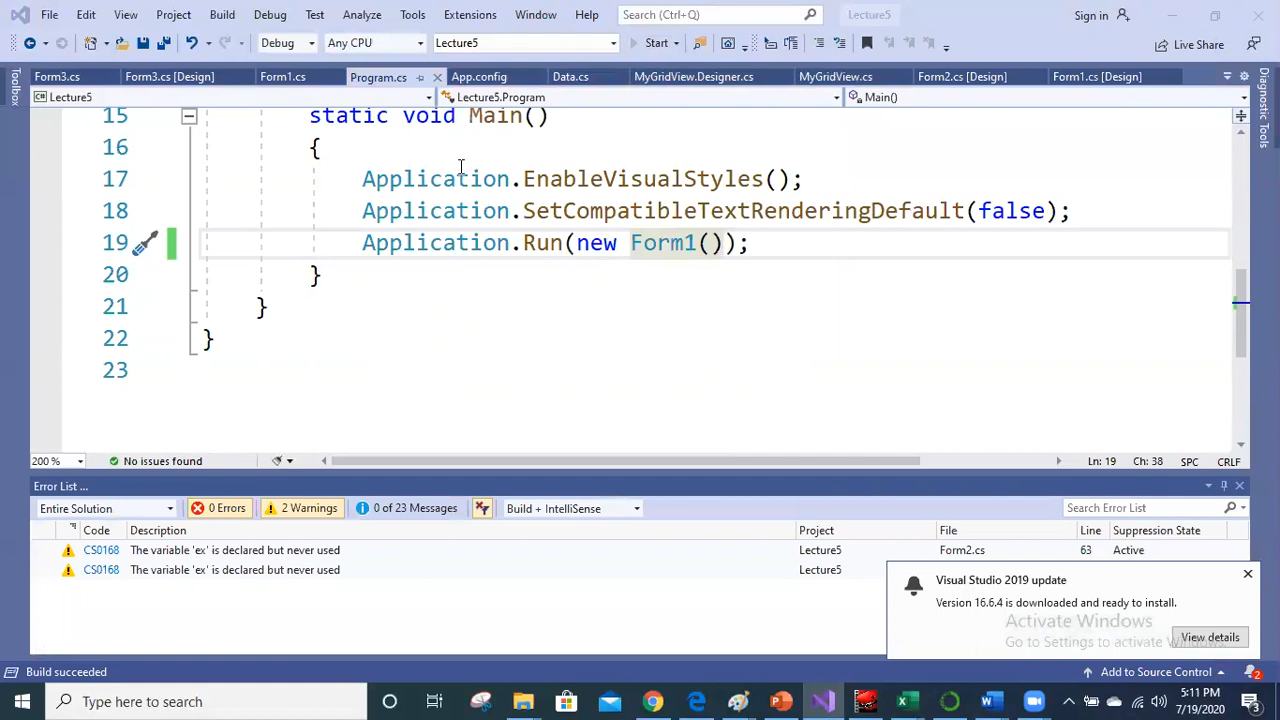 File Edit View Project Build Debug Test Analyze Tools Extensions Window Help Search (Ctrl+Q) Lecture5 Sign in
Debug Any CPU Lecture5 Start Live Share
Form3.cs Form3.cs [Design] Form1.cs Program.cs App.config Data.cs MyGridView.Designer.cs MyGridView.cs Form2.cs [Design] Form1.cs [Design]
Toolbox
Diagnostic Tools
Lecture5 Lecture5.Program Main()
15 static void Main()
16 {
17 Application.EnableVisualStyles();
18 Application.SetCompatibleTextRenderingDefault(false);
19 Application.Run(new Form1());
20 }
21 }
22 }
23
200 % No issues found Ln: 19 Ch: 38 SPC CRLF
Error List ...
Entire Solution 0 Errors 2 Warnings 0 of 23 Messages Build + IntelliSense Search Error List
Code Description Project File Line Suppression State
CS0168 The variable 'ex' is declared but never used Lecture5 Form2.cs 63 Active
CS0168 The variable 'ex' is declared but never used Lecture5
Visual Studio 2019 update
Version 16.6.4 is downloaded and ready to install.
Activate Windows
Go to Settings to activate Windows.
View details
Build succeeded Add to Source Control 2
Type here to search
5:11 PM
7/19/2020
3